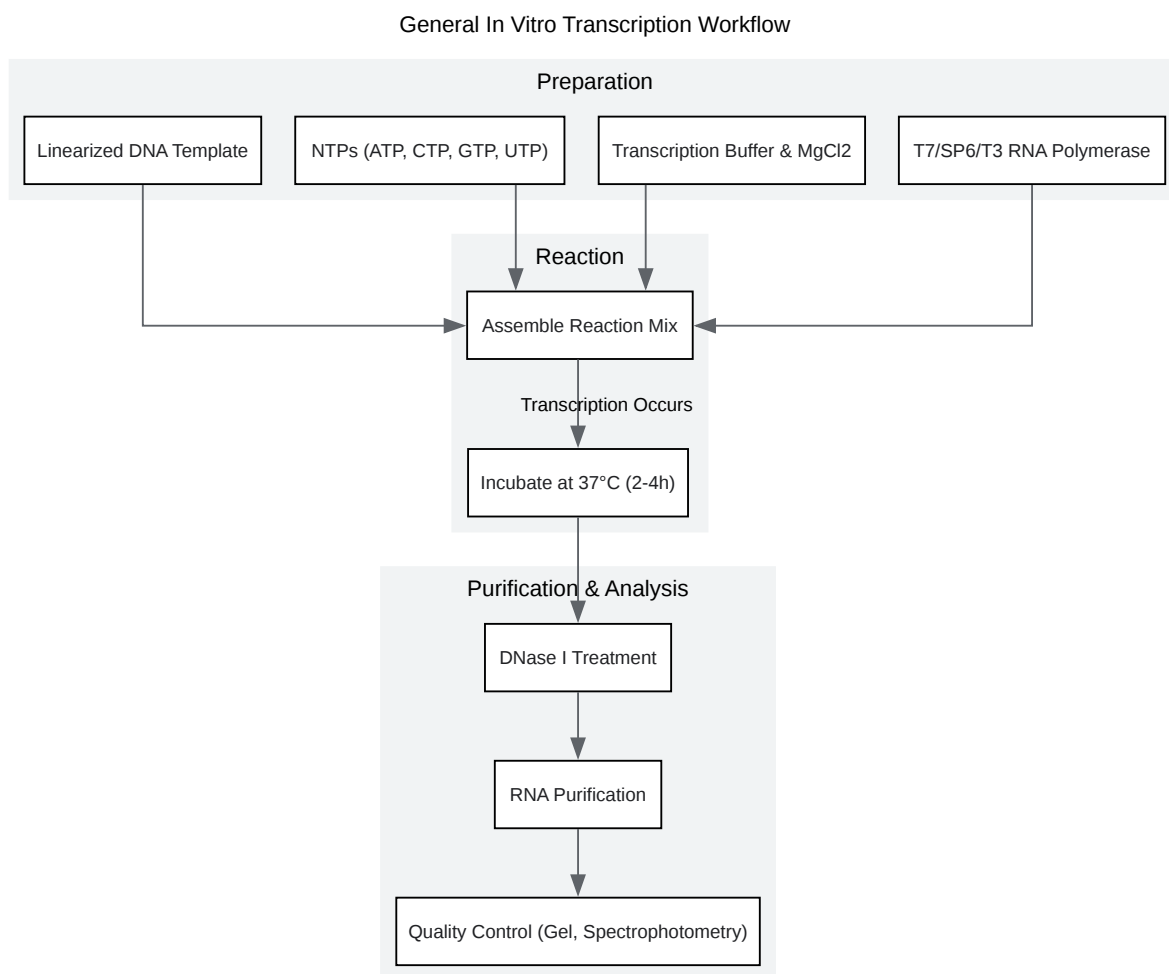 General In Vitro Transcription Workflow
Preparation
Linearized DNA Template
NTPs (ATP, CTP, GTP, UTP)
Transcription Buffer & MgCl2
T7/SP6/T3 RNA Polymerase
Reaction
Assemble Reaction Mix
Transcription Occurs
Incubate at 37°C (2-4h)
Purification & Analysis
DNase I Treatment
RNA Purification
Quality Control (Gel, Spectrophotometry)